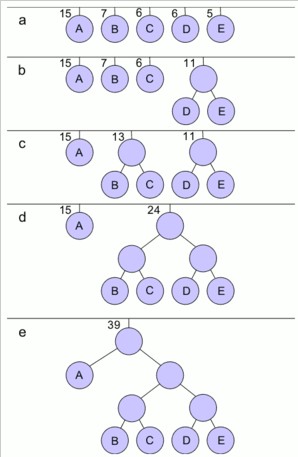 a 15 7 6 6 5
A B C D E
b 15 7 6 11
A B C
D E
c 15 13 11
A
B C D E
d 15 24
A
B C D E
e 39
A
B C D E